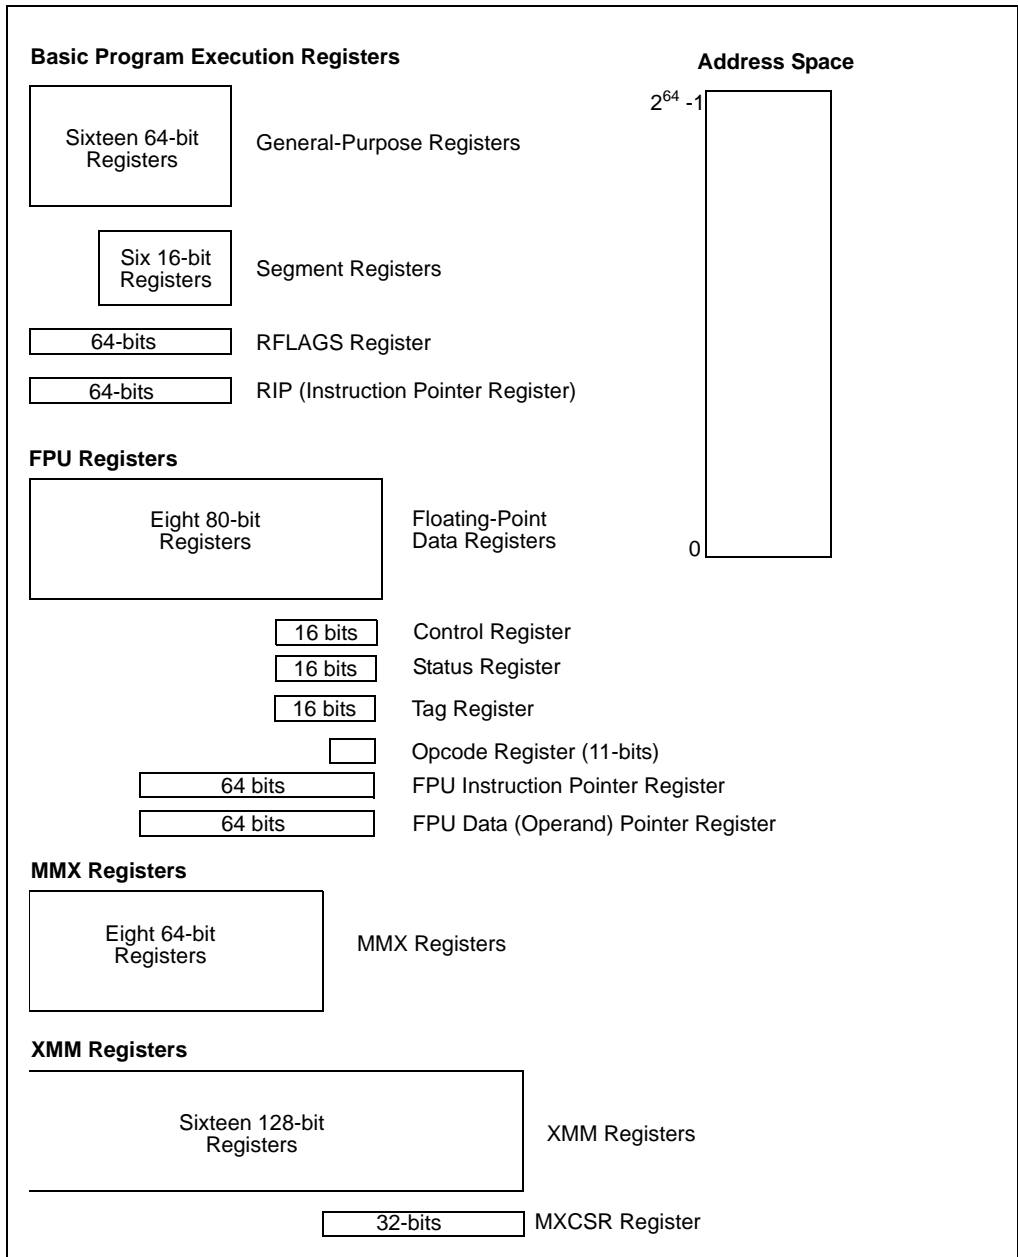 Basic Program Execution Registers
Address Space
2^64 -1
Sixteen 64-bit
Registers
General-Purpose Registers
Six 16-bit
Registers
Segment Registers
64-bits
RFLAGS Register
64-bits
RIP (Instruction Pointer Register)
FPU Registers
Eight 80-bit
Registers
Floating-Point
Data Registers
0
16 bits
Control Register
16 bits
Status Register
16 bits
Tag Register
Opcode Register (11-bits)
64 bits
FPU Instruction Pointer Register
64 bits
FPU Data (Operand) Pointer Register
MMX Registers
Eight 64-bit
Registers
MMX Registers
XMM Registers
Sixteen 128-bit
Registers
XMM Registers
32-bits
MXCSR Register